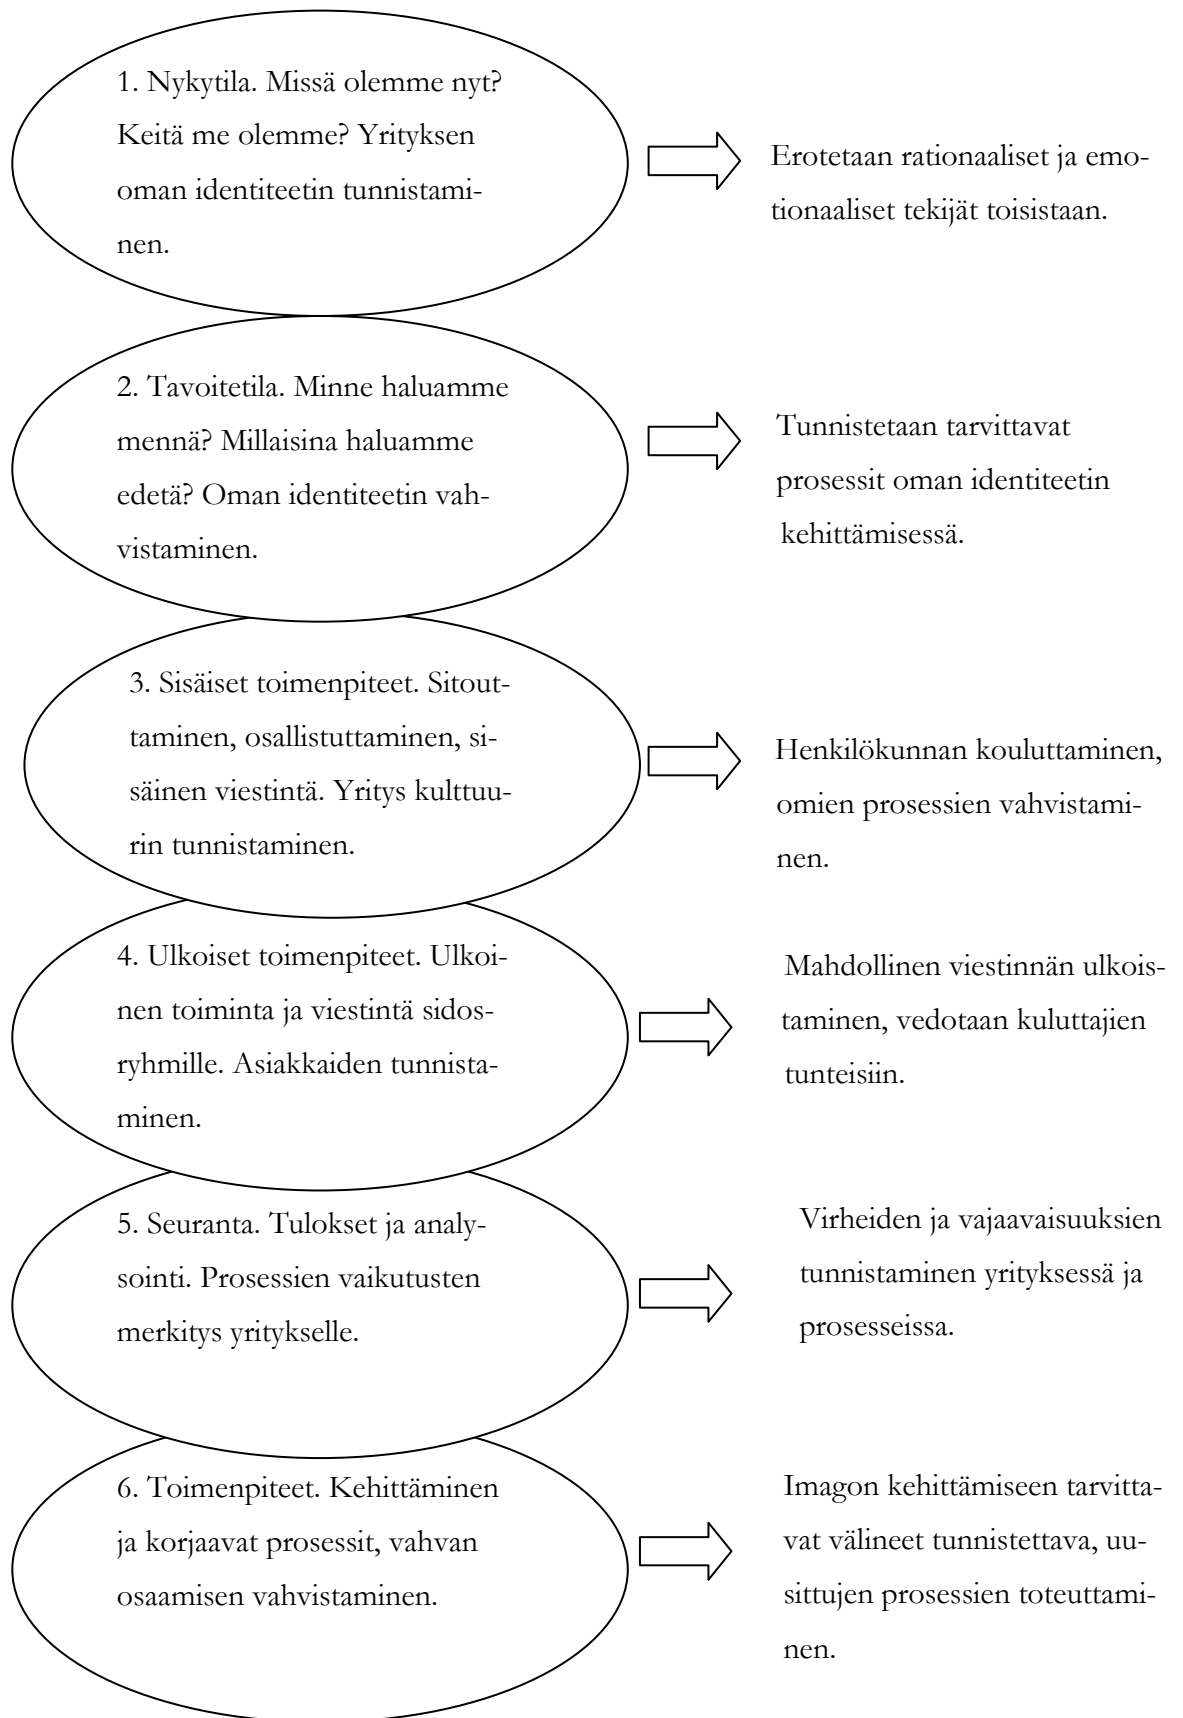 1. Nykytila. Missä olemme nyt?
Keitä me olemme? Yrityksen
oman identiteetin tunnistami-
nen.
Erotetaan rationaaliset ja emo-
tionaaliset tekijät toisistaan.
2. Tavoitetila. Minne haluamme
mennä? Millaisina haluamme
edetä? Oman identiteetin vah-
vistaminen.
Tunnistetaan tarvittavat
prosessit oman identiteetin
kehittämisessä.
3. Sisäiset toimenpiteet. Sitout-
taminen, osallistuttaminen, si-
säinen viestintä. Yritys kulttuu-
rin tunnistaminen.
Henkilökunnan kouluttaminen,
omien prosessien vahvistami-
nen.
4. Ulkoiset toimenpiteet. Ulkoi-
nen toiminta ja viestintä sidos-
ryhmille. Asiakkaiden tunnista-
minen.
Mahdollinen viestinnän ulkois-
taminen, vedotaan kuluttajien
tunteisiin.
5. Seuranta. Tulokset ja analy-
sointi. Prosessien vaikutusten
merkitys yritykselle.
Virheiden ja vajaavaisuuksien
tunnistaminen yrityksessä ja
prosesseissa.
6. Toimenpiteet. Kehittäminen
ja korjaavat prosessit, vahvan
osaamisen vahvistaminen.
Imagon kehittämiseen tarvitta-
vat välineet tunnistettava, uu-
sittujen prosessien toteuttami-
nen.